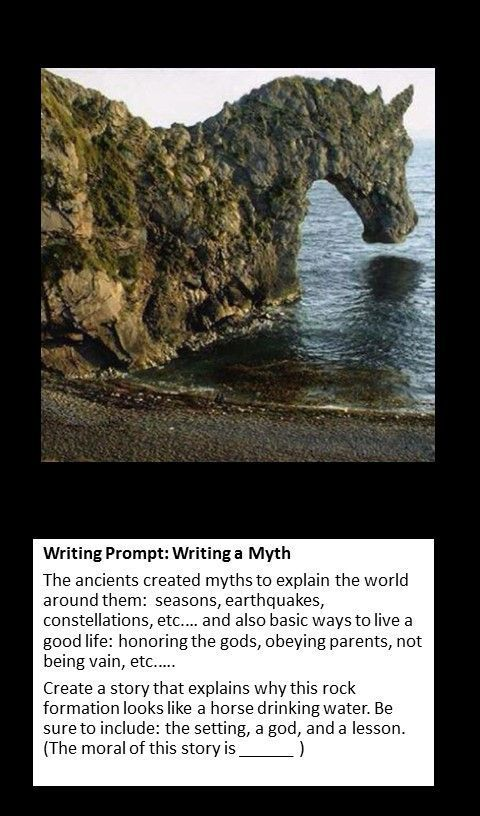 Writing Prompt: Writing a Myth
The ancients created myths to explain the world
around them:  seasons, earthquakes,
constellations, etc.... and also basic ways to live a
good life: honoring the gods, obeying parents, not
being vain, etc.....
Create a story that explains why this rock
formation looks like a horse drinking water. Be
sure to include: the setting, a god, and a lesson.
(The moral of this story is ______ )